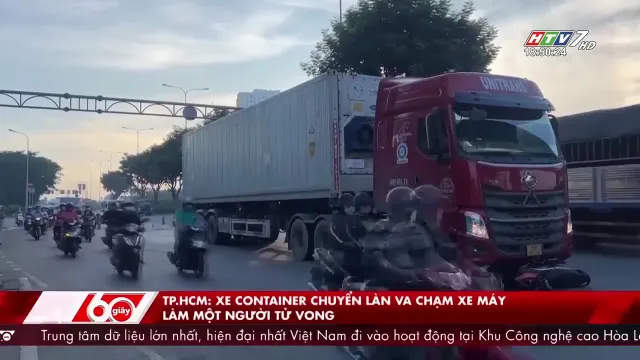 HTV7 HD
18:50:24
UNITRANS
60 giây
TP.HCM: XE CONTAINER CHUYỂN LÀN VA CHẠM XE MÁY
LÀM MỘT NGƯỜI TỬ VONG
Trung tâm dữ liệu lớn nhất, hiện đại nhất Việt Nam đi vào hoạt động tại Khu Công nghệ cao Hòa L